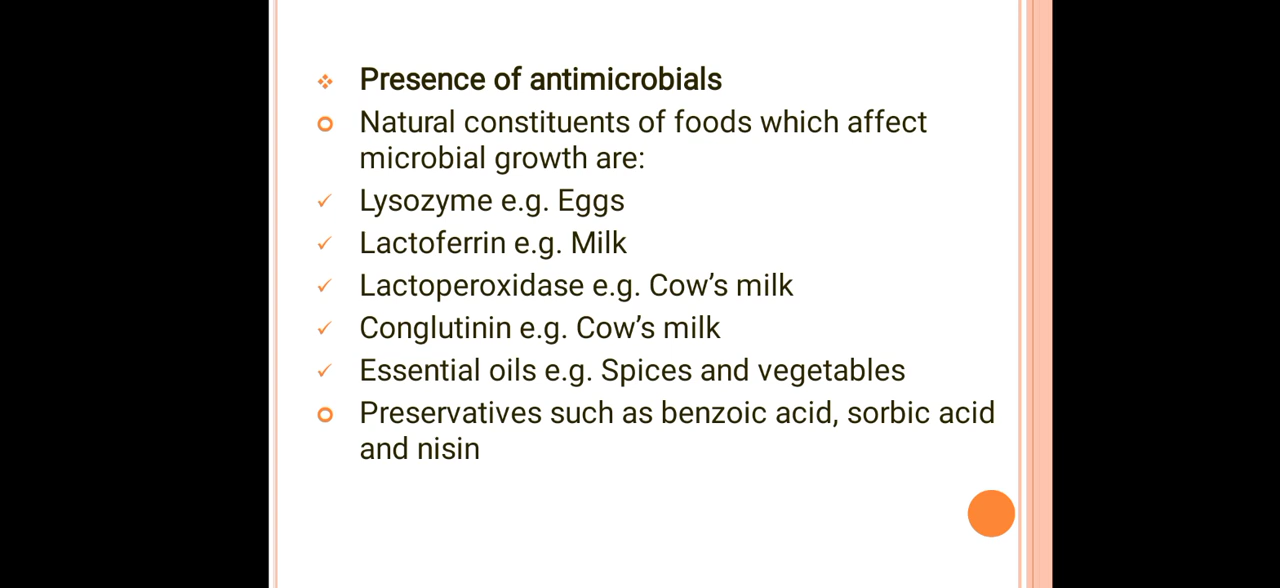 Presence of antimicrobials
Natural constituents of foods which affect
microbial growth are:
Lysozyme e.g. Eggs
Lactoferrin e.g. Milk
Lactoperoxidase e.g. Cow’s milk
Conglutinin e.g. Cow’s milk
Essential oils e.g. Spices and vegetables
Preservatives such as benzoic acid, sorbic acid
and nisin